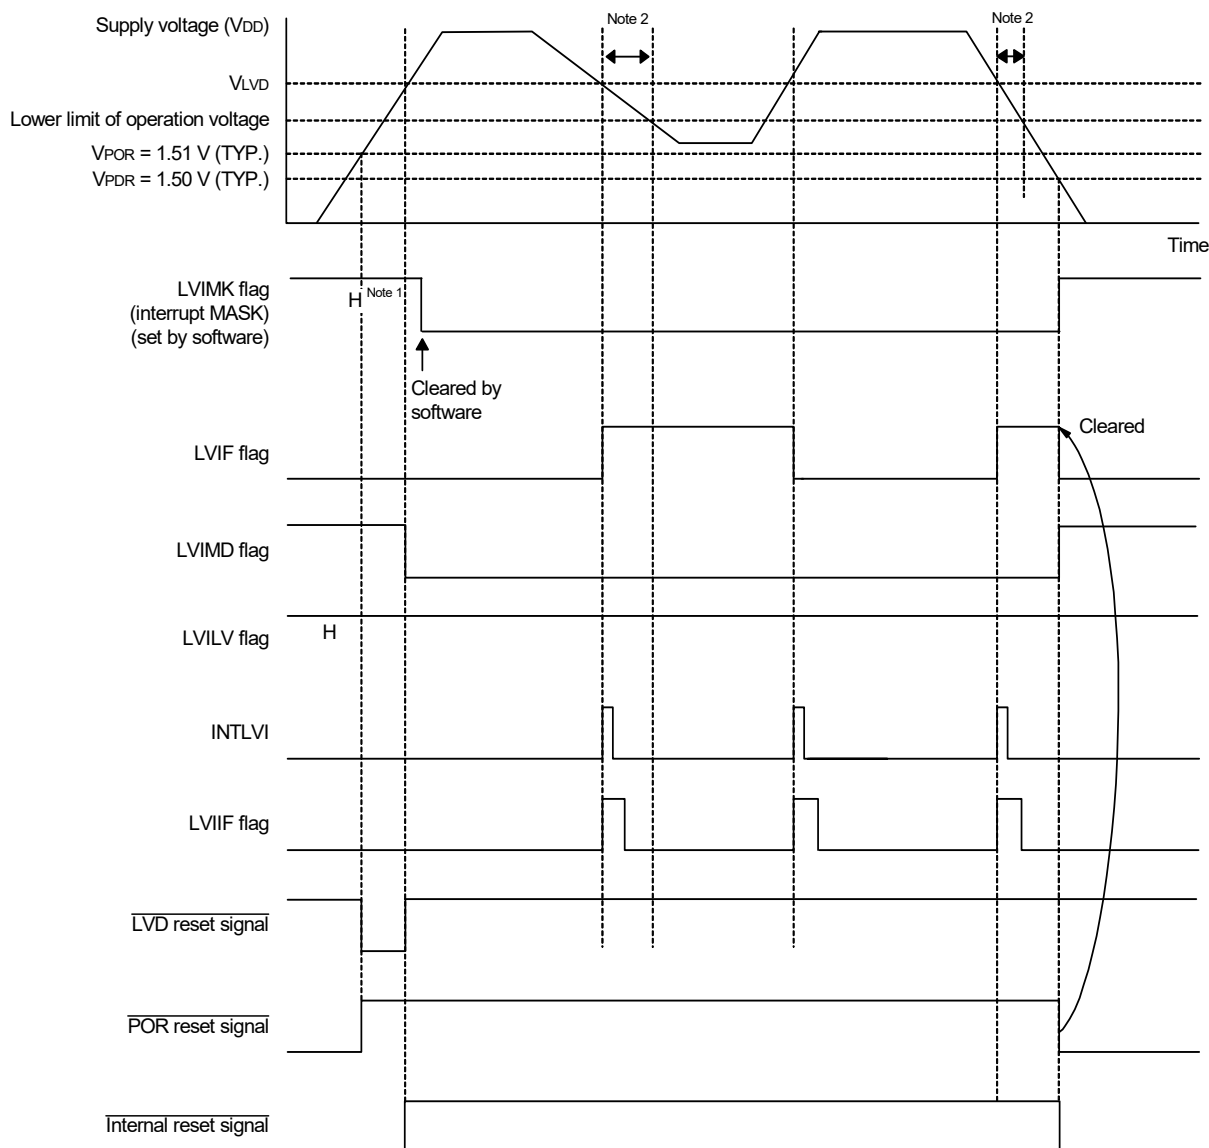 Note 2
Note 2
Supply voltage (VDD)
VLVD
Lower limit of operation voltage
VPOR = 1.51 V (TYP.)
VPDR = 1.50 V (TYP.)
Time
LVIMK flag
(interrupt MASK)
(set by software)
H Note 1
Cleared by
software
LVIF flag
Cleared
LVIMD flag
LVILV flag
H
INTLVI
LVIIF flag
LVD reset signal
POR reset signal
Internal reset signal